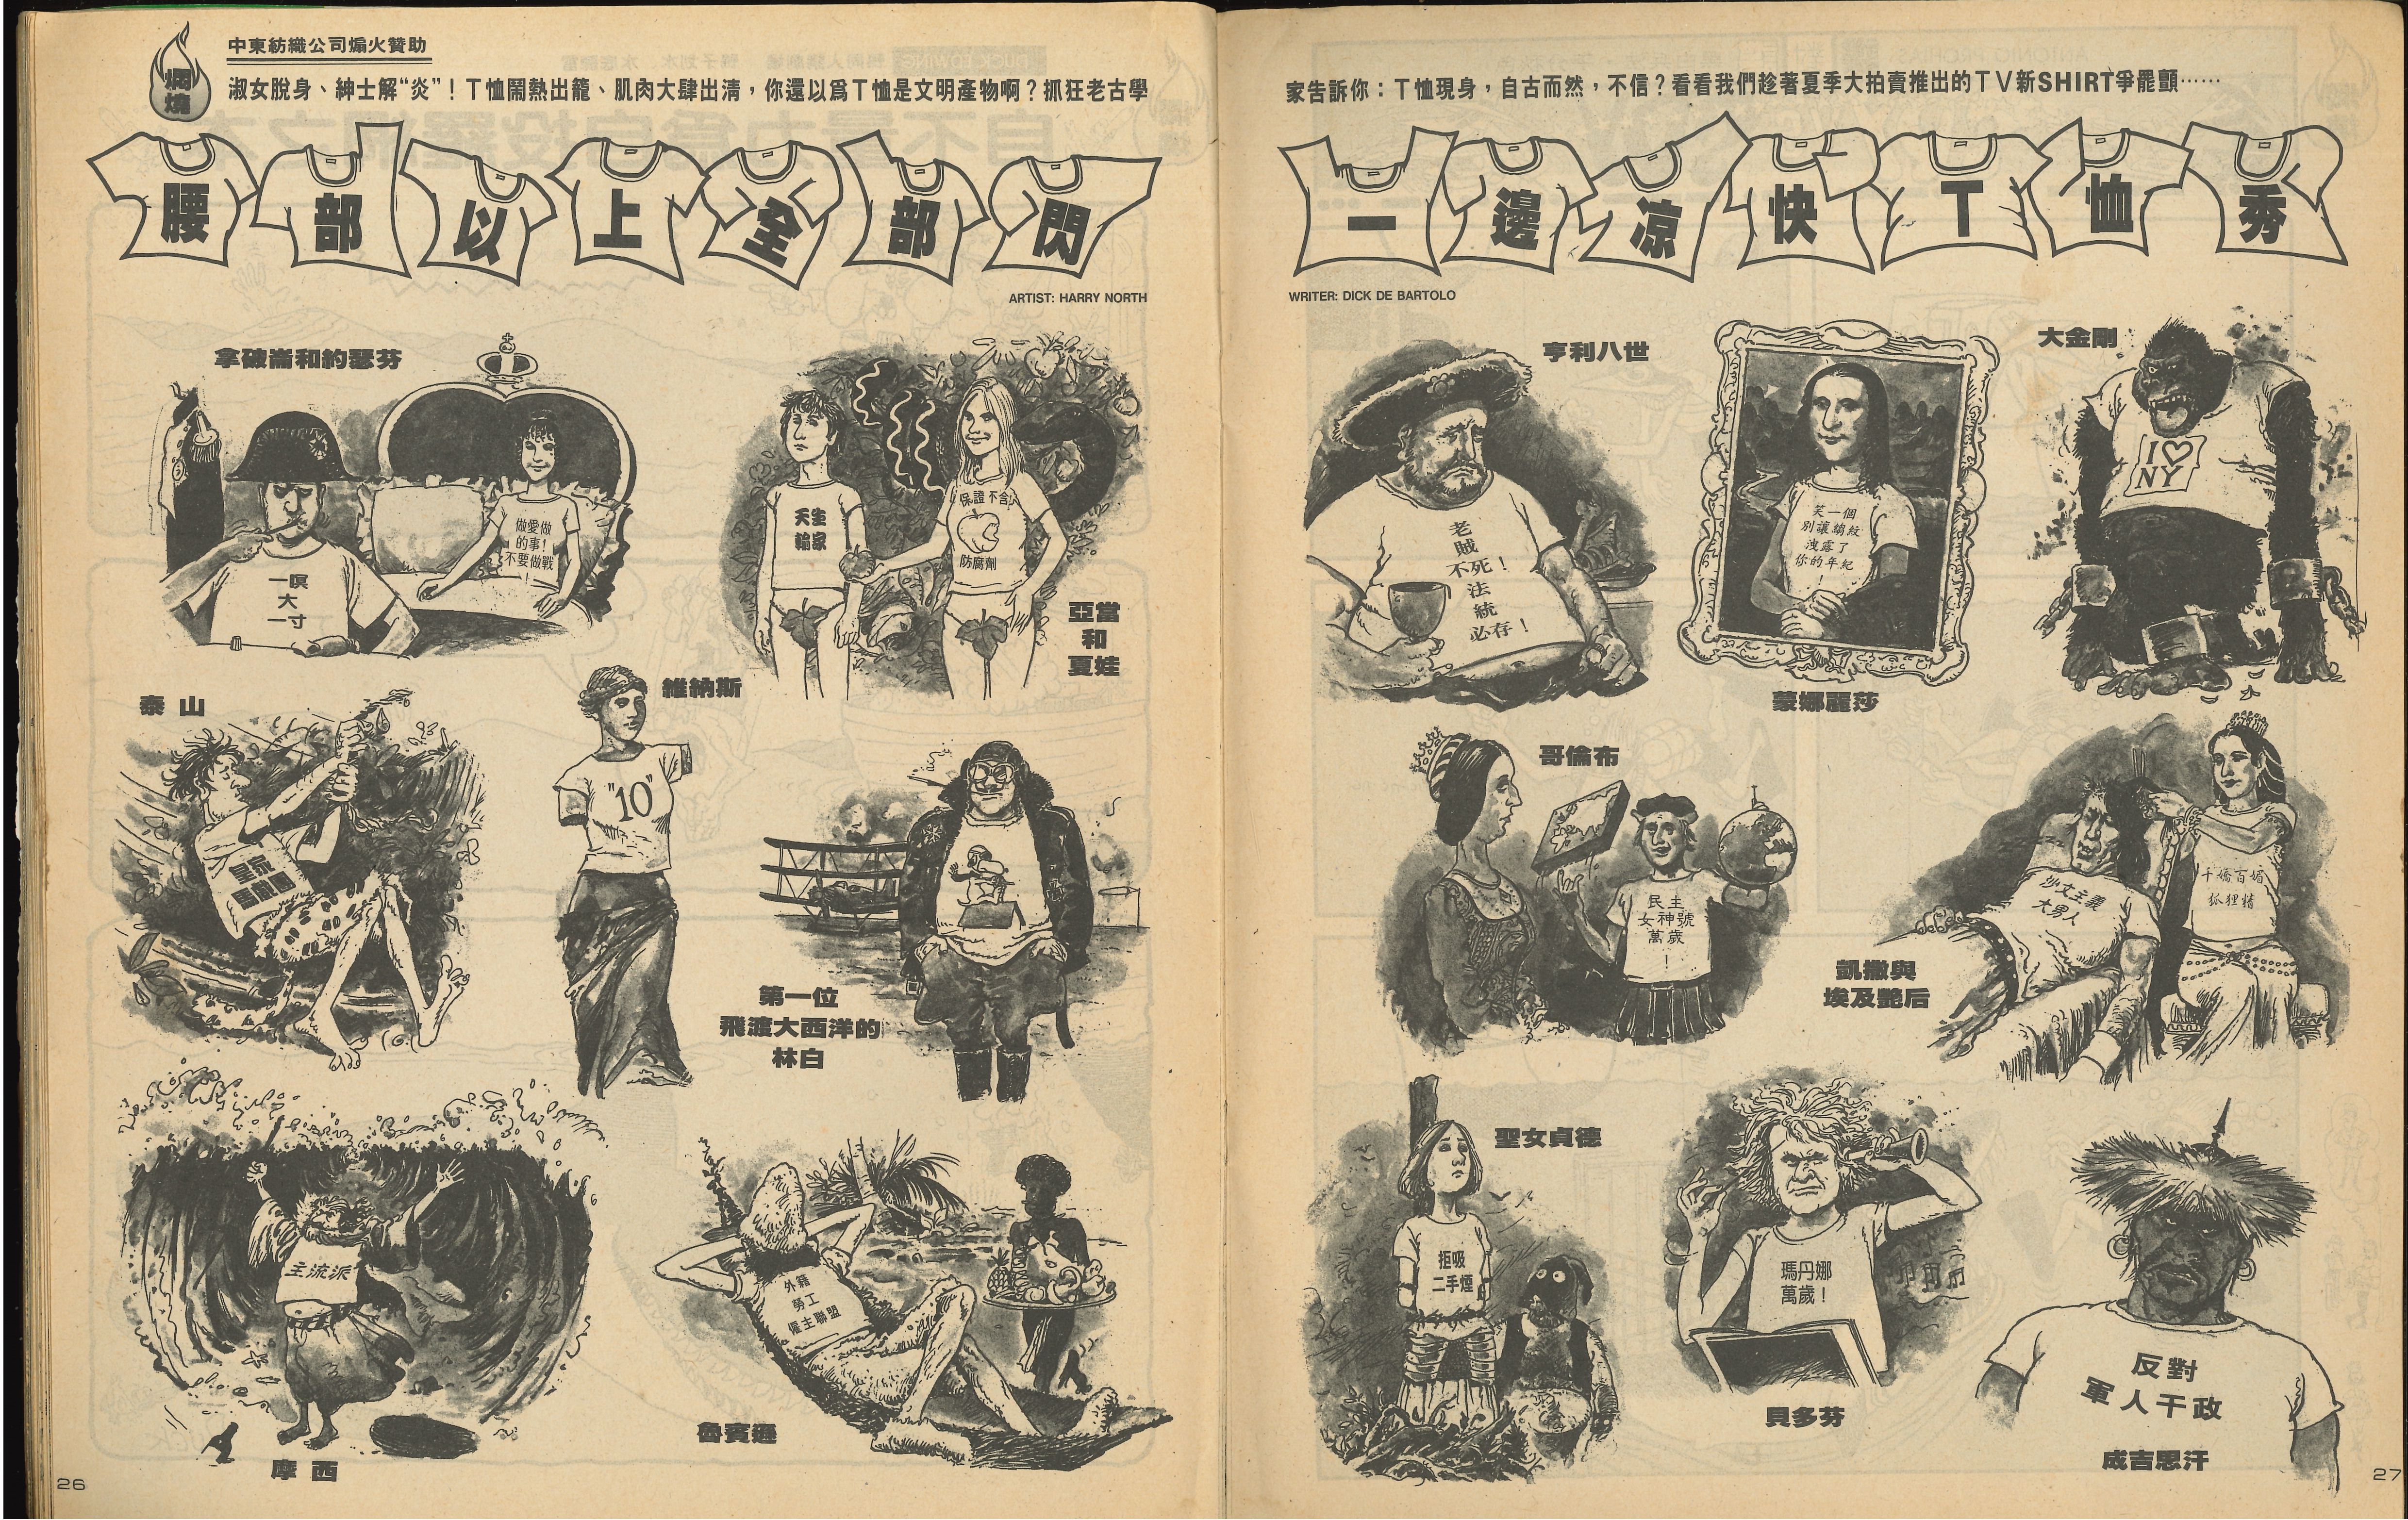 燜燒
中東紡織公司煽火贊助
淑女脫身、紳士解“炎”！T恤鬧熱出籠、肌肉大肆出清，你還以爲T恤是文明產物啊？抓狂老古學
腰部以上全部閃
ARTIST: HARRY NORTH
拿破崙和約瑟芬
一暝
大
一寸
做愛做
的事！
不要做戰
！
天生
輸家
保證不含
防腐劑
亞當
和
夏娃
泰山
皇家
馬戲團
維納斯
"10"
第一位
飛渡大西洋的
林白
主流派
摩西
外籍
勞工
僱主聯盟
魯賓遜
26
家告訴你：T恤現身，自古而然，不信？看看我們趁著夏季大拍賣推出的TV新SHIRT爭罷顫……
一邊凉快T恤秀
WRITER: DICK DE BARTOLO
亨利八世
老
賊
不死！
法
統
必存！
笑一個
別讓縐紋
洩露了
你的年紀
！
蒙娜麗莎
大金剛
I♡
NY
哥倫布
民主
女神號
萬歲
！
沙文主義
大男人
千嬌百媚
狐狸精
凱撒與
埃及艷后
聖女貞德
拒吸
二手煙
瑪丹娜
萬歲！
貝多芬
反對
軍人干政
成吉思汗
27